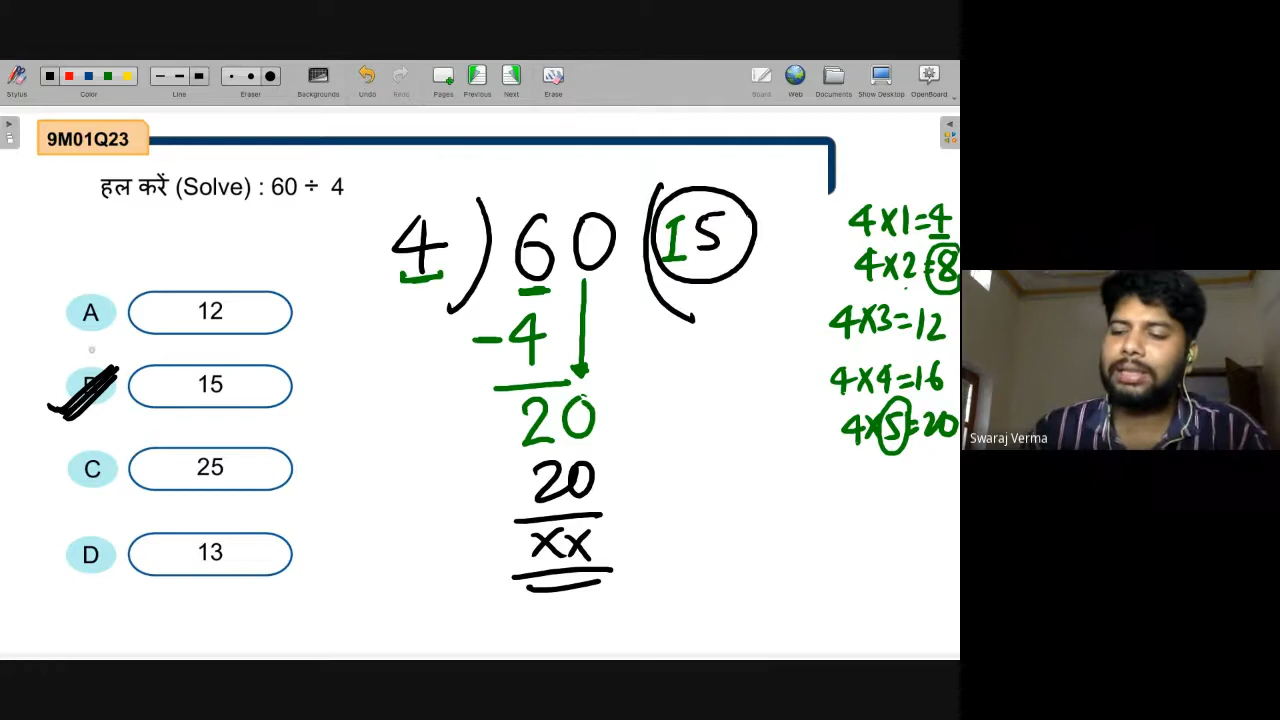 Stylus Color Line Eraser Backgrounds Undo Redo Pages Previous Next Erase Board Web Documents Show Desktop OpenBoard
9M01Q23
हल करें (Solve) : 60 ÷ 4
4 ) 60 ( 15
- 4
20
20
xx
A 12
15
C 25
D 13
4X1=4
4X2=8
4X3=12
4X4=16
4X5=20
Swaraj Verma